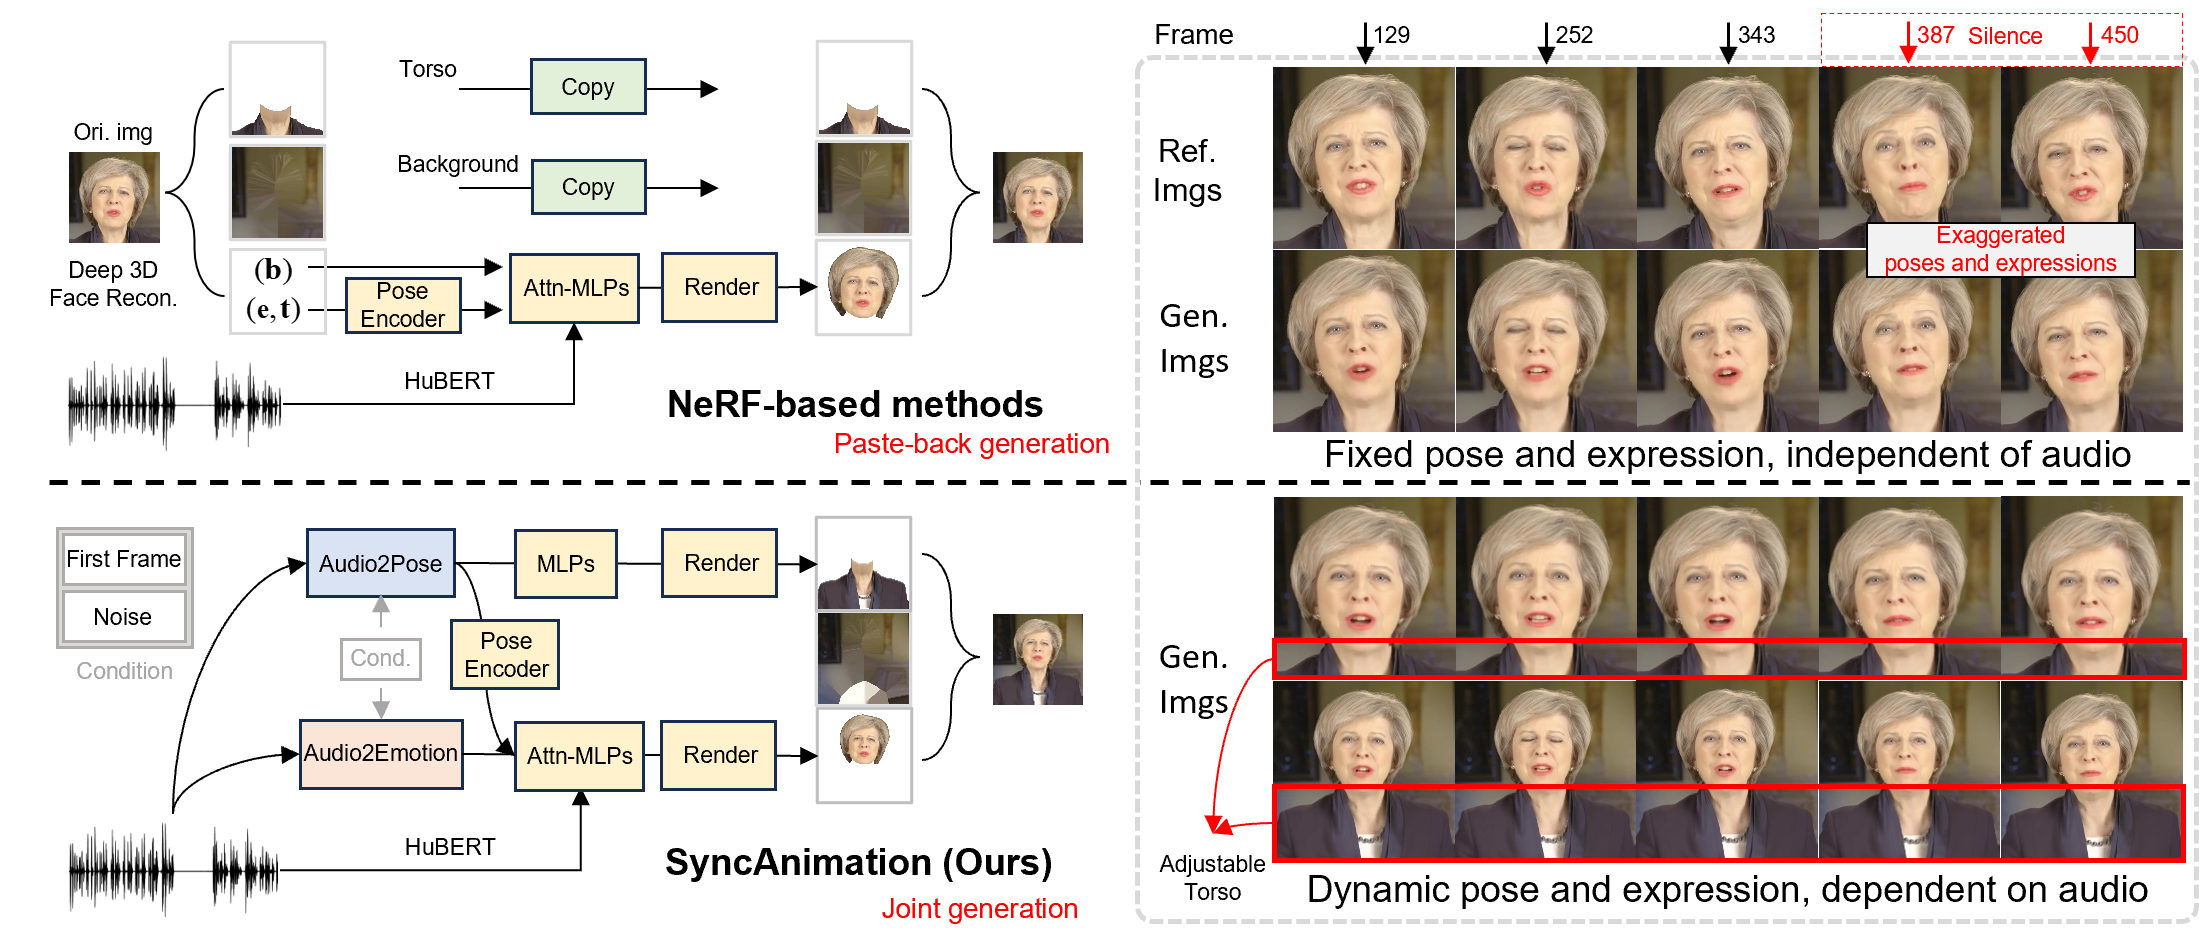 Ori. img
Deep 3D
Face Recon.
Torso
Copy
Background
Copy
(b)
(e, t)
Pose
Encoder
Attn-MLPs
Render
HuBERT
NeRF-based methods
Paste-back generation
Frame
129
252
343
387
Silence
450
Ref.
Imgs
Exaggerated
poses and expressions
Gen.
Imgs
Fixed pose and expression, independent of audio
First Frame
Noise
Condition
Audio2Pose
MLPs
Render
Cond.
Pose
Encoder
Audio2Emotion
Attn-MLPs
Render
HuBERT
SyncAnimation (Ours)
Joint generation
Gen.
Imgs
Adjustable
Torso
Dynamic pose and expression, dependent on audio